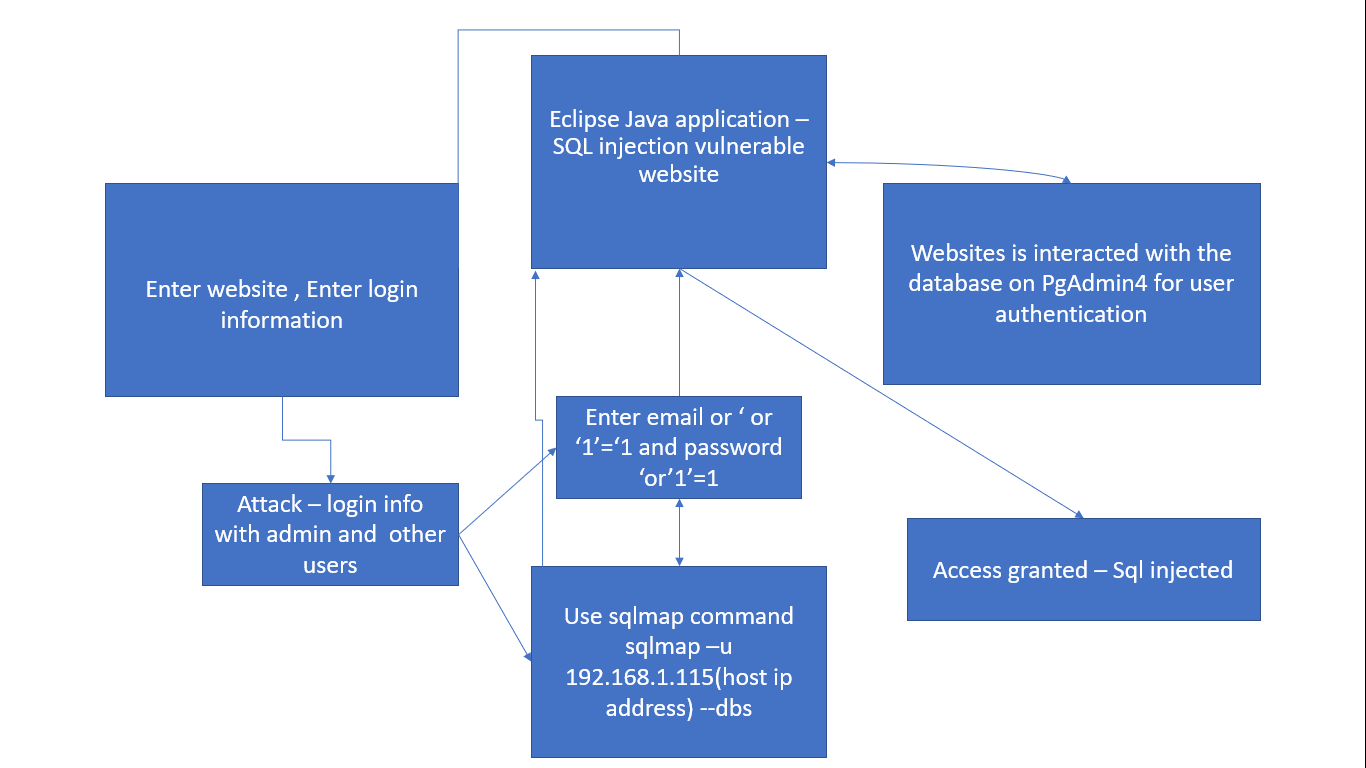 Eclipse Java application –
SQL injection vulnerable
website
Enter website , Enter login
information
Websites is interacted with the
database on PgAdmin4 for user
authentication
Enter email or ‘ or
‘1’=‘1 and password
‘or’1’=1
Attack – login info
with admin and  other
users
Access granted – Sql injected
Use sqlmap command
sqlmap –u
192.168.1.115(host ip
address) --dbs